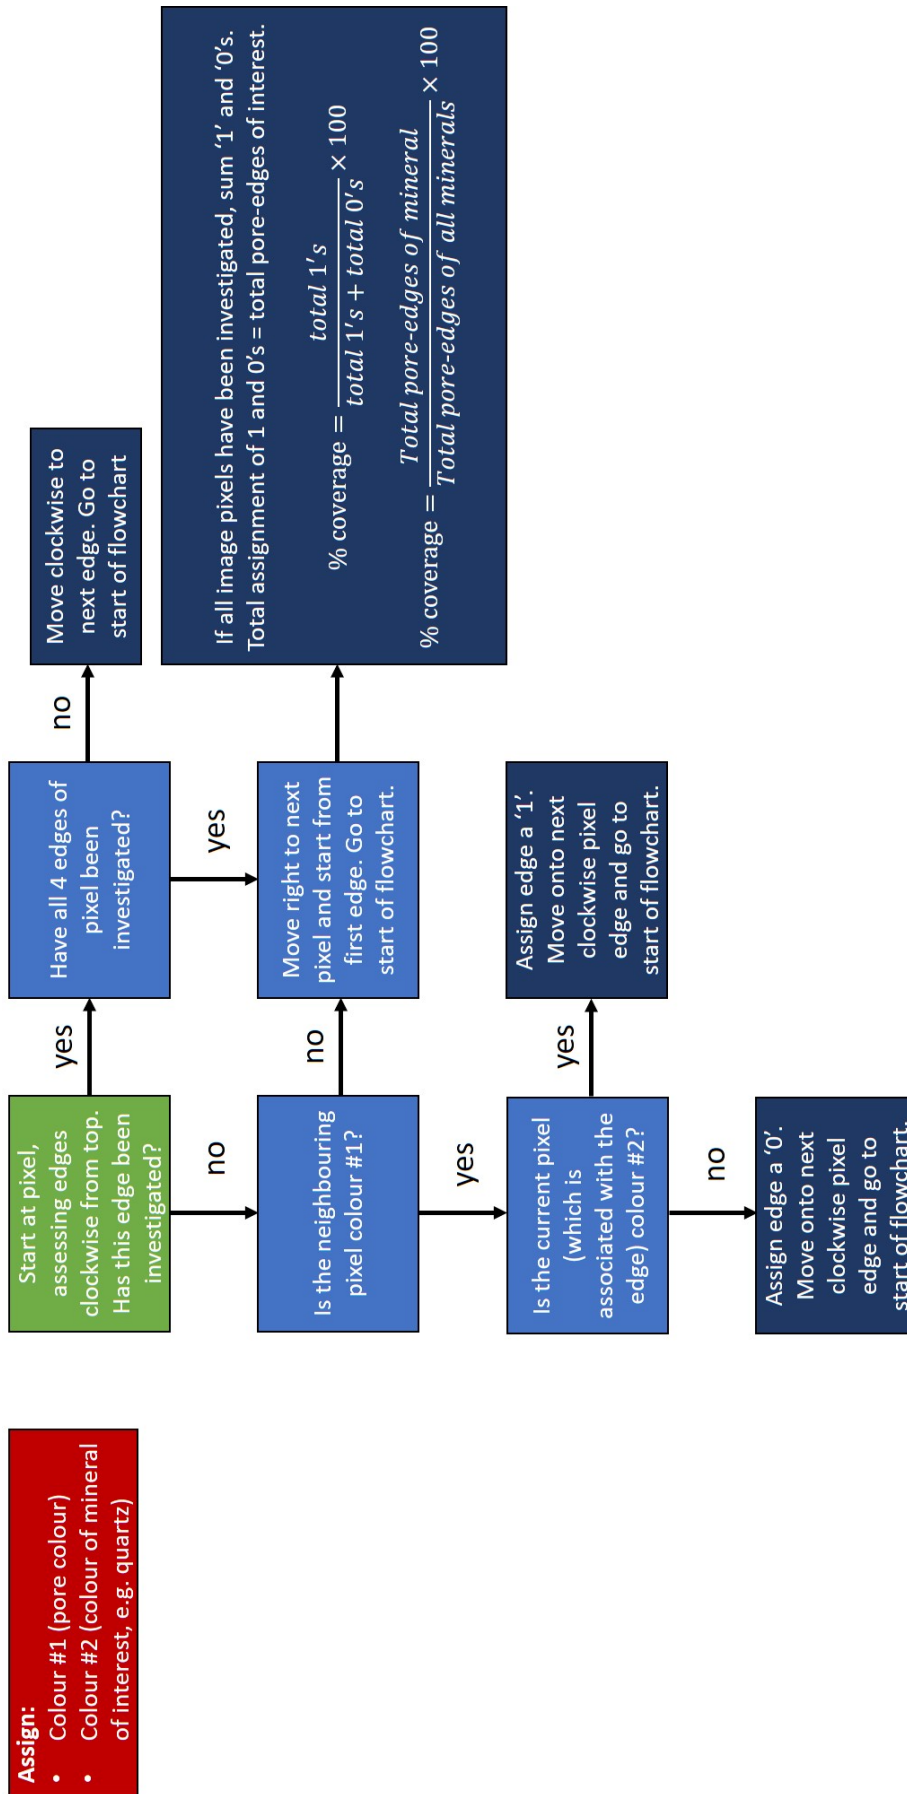 Assign:
• Colour #1 (pore colour)
• Colour #2 (colour of mineral
of interest, e.g. quartz)
Start at pixel,
assessing edges
clockwise from top.
Has this edge been
investigated?
yes
Have all 4 edges of
pixel been
investigated?
no
Move clockwise to
next edge. Go to
start of flowchart
no
yes
Is the neighbouring
pixel colour #1?
no
Move right to next
pixel and start from
first edge. Go to
start of flowchart.
If all image pixels have been investigated, sum ‘1’ and ‘0’s.
Total assignment of 1 and 0’s = total pore-edges of interest.
% coverage = total 1's / total 1's + total 0's × 100
% coverage = Total pore-edges of mineral / Total pore-edges of all minerals × 100
yes
Is the current pixel
(which is
associated with the
edge) colour #2?
yes
Assign edge a ‘1’.
Move onto next
clockwise pixel
edge and go to
start of flowchart.
no
Assign edge a ‘0’.
Move onto next
clockwise pixel
edge and go to
start of flowchart.